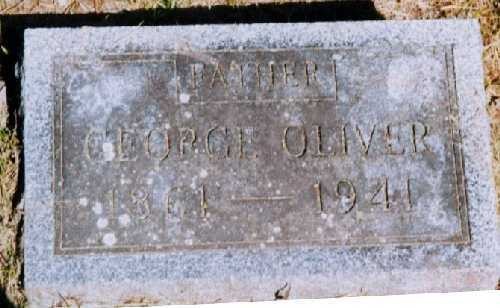 FATHER
GEORGE OLIVER
1861 — 1941